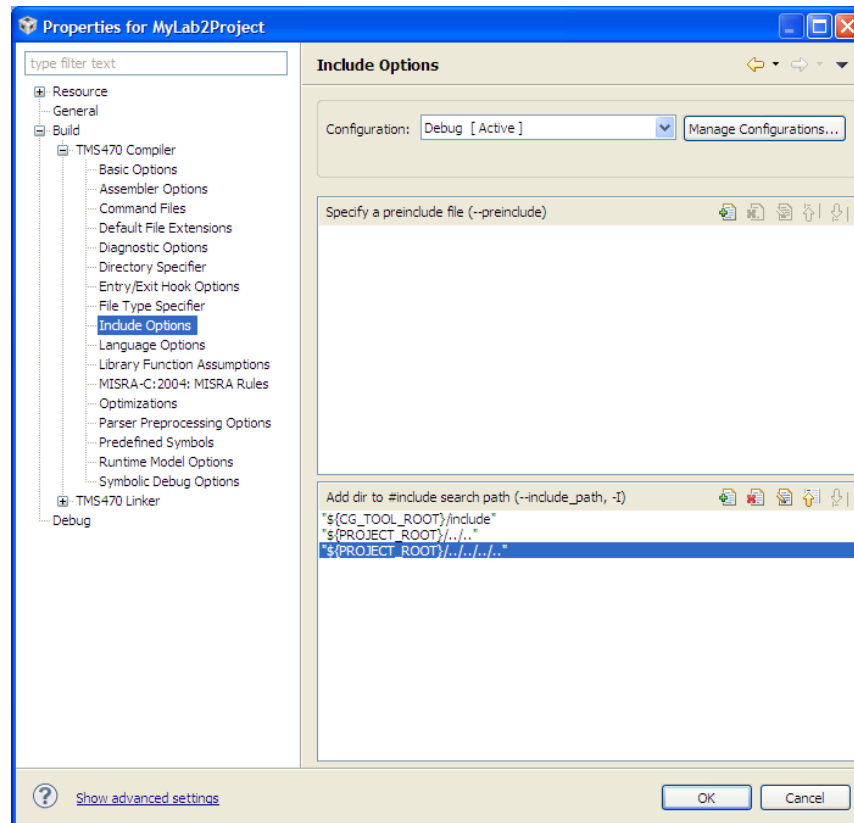 Properties for MyLab2Project
type filter text
Resource
General
Build
TMS470 Compiler
Basic Options
Assembler Options
Command Files
Default File Extensions
Diagnostic Options
Directory Specifier
Entry/Exit Hook Options
File Type Specifier
Include Options
Language Options
Library Function Assumptions
MISRA-C:2004: MISRA Rules
Optimizations
Parser Preprocessing Options
Predefined Symbols
Runtime Model Options
Symbolic Debug Options
TMS470 Linker
Debug
Include Options
Configuration: Debug [ Active ] Manage Configurations...
Specify a preinclude file (--preinclude)
Add dir to #include search path (--include_path, -I)
"${CG_TOOL_ROOT}/include"
"${PROJECT_ROOT}/../.."
"${PROJECT_ROOT}/../../../.."
Show advanced settings
OK Cancel